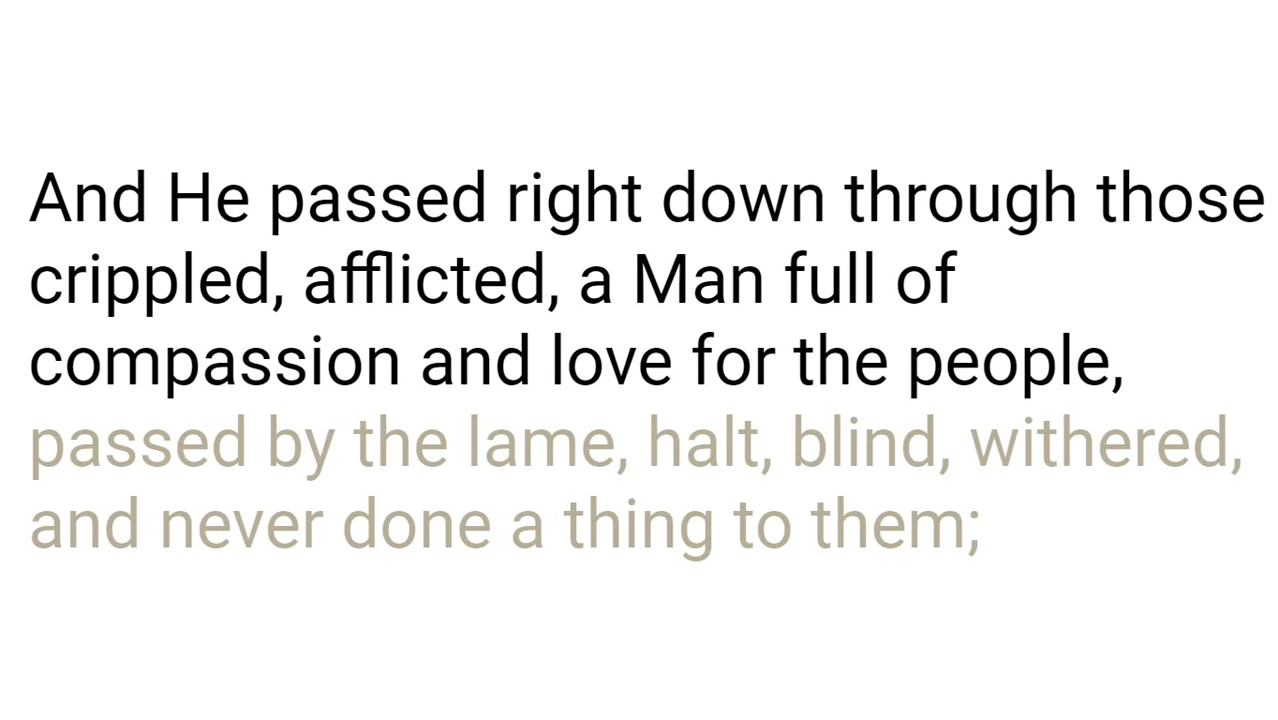 And He passed right down through those
crippled, afflicted, a Man full of
compassion and love for the people,
passed by the lame, halt, blind, withered,
and never done a thing to them;